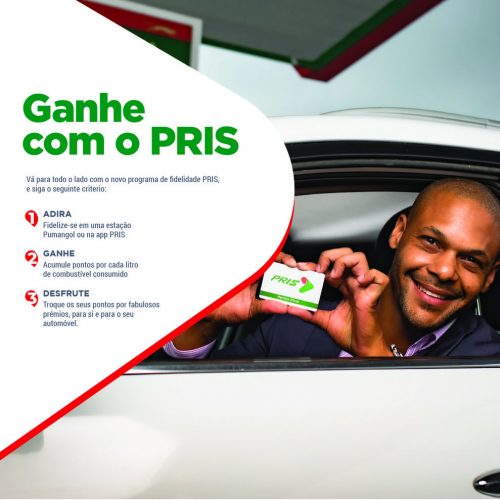 Ganhe
com o PRIS
Vá para todo o lado com o novo programa de fidelidade PRIS,
e siga o seguinte criterio:
1 ADIRA
Fidelize-se em uma estação
Pumangol ou na app PRIS
2 GANHE
Acumule pontos por cada litro
de combustível consumido
3 DESFRUTE
Troque os seus pontos por fabulosos
prémios, para si e para o seu
automóvel.
PRIS